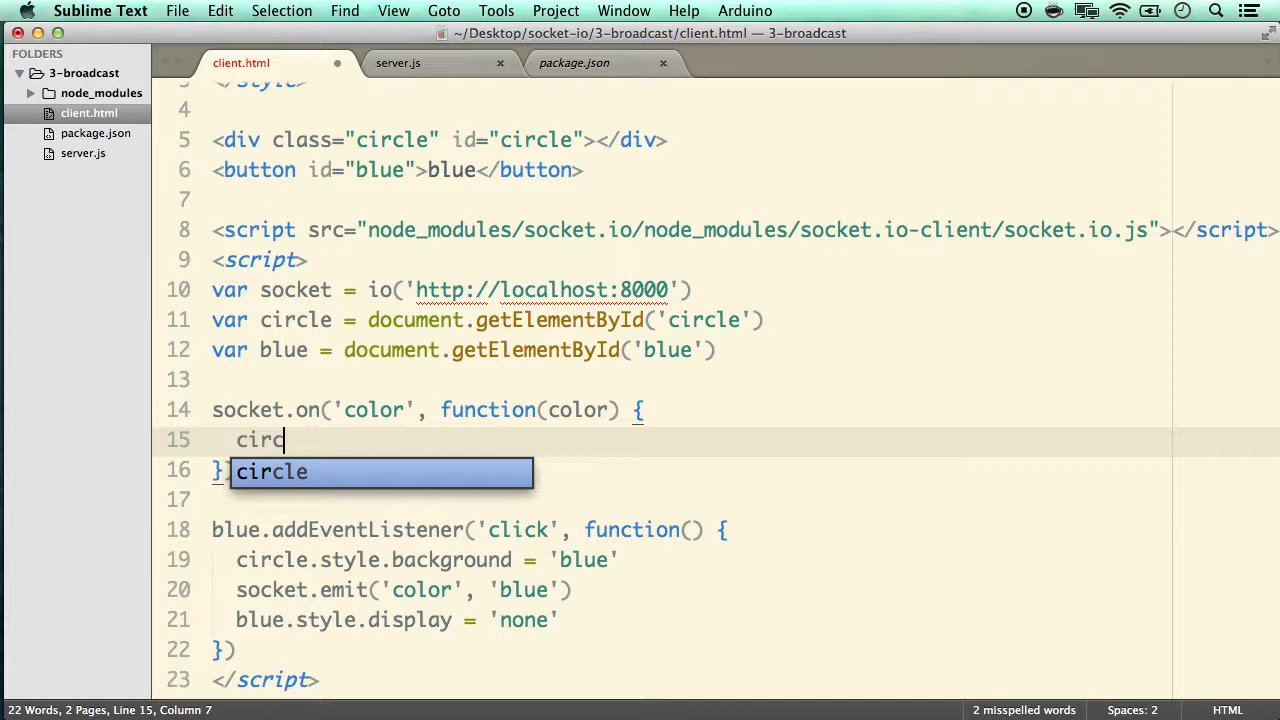 Sublime Text File Edit Selection Find View Goto Tools Project Window Help Arduino
~/Desktop/socket-io/3-broadcast/client.html — 3-broadcast
FOLDERS
3-broadcast
node_modules
client.html
package.json
server.js
client.html server.js package.json
3 </style>
4
5 <div class="circle" id="circle"></div>
6 <button id="blue">blue</button>
7
8 <script src="node_modules/socket.io/node_modules/socket.io-client/socket.io.js"></script>
9 <script>
10 var socket = io('http://localhost:8000')
11 var circle = document.getElementById('circle')
12 var blue = document.getElementById('blue')
13
14 socket.on('color', function(color) {
15 circ
16 })
circle
17
18 blue.addEventListener('click', function() {
19 circle.style.background = 'blue'
20 socket.emit('color', 'blue')
21 blue.style.display = 'none'
22 })
23 </script>
22 Words, 2 Pages, Line 15, Column 7 2 misspelled words Spaces: 2 HTML